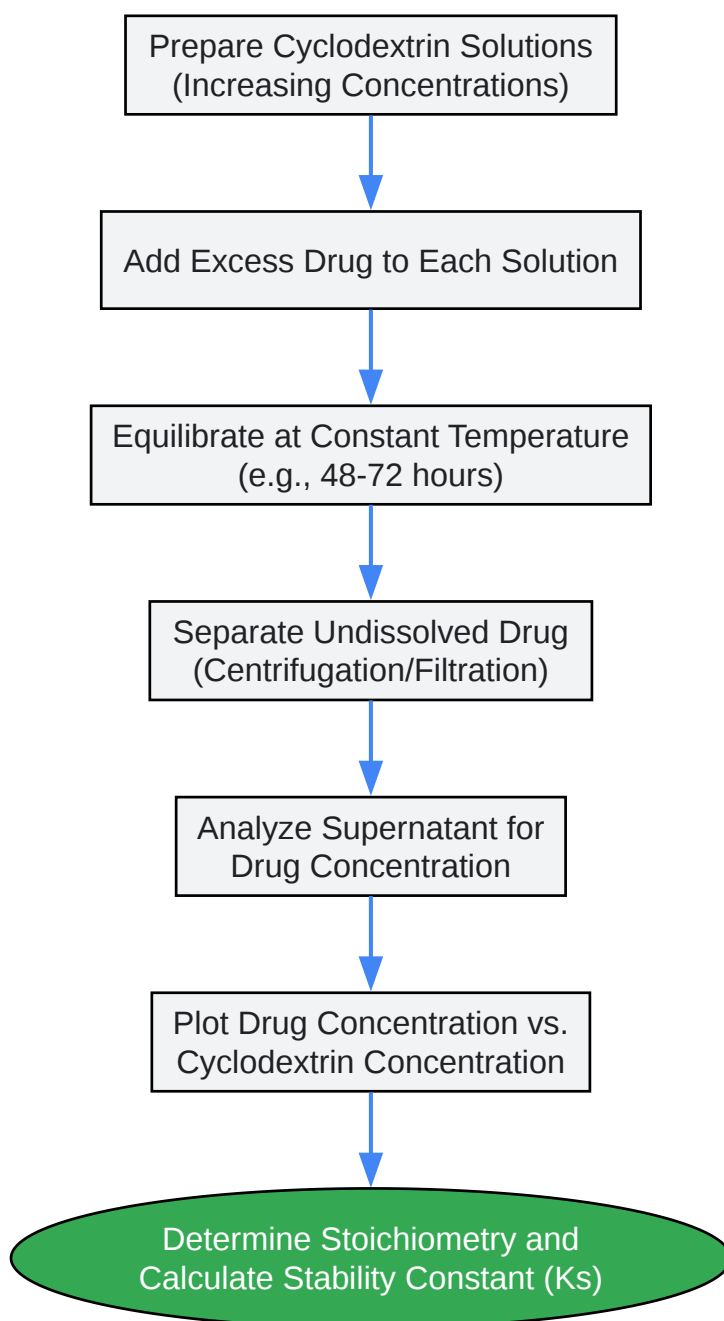 Prepare Cyclodextrin Solutions
(Increasing Concentrations)
Add Excess Drug to Each Solution
Equilibrate at Constant Temperature
(e.g., 48-72 hours)
Separate Undissolved Drug
(Centrifugation/Filtration)
Analyze Supernatant for
Drug Concentration
Plot Drug Concentration vs.
Cyclodextrin Concentration
Determine Stoichiometry and
Calculate Stability Constant (Ks)